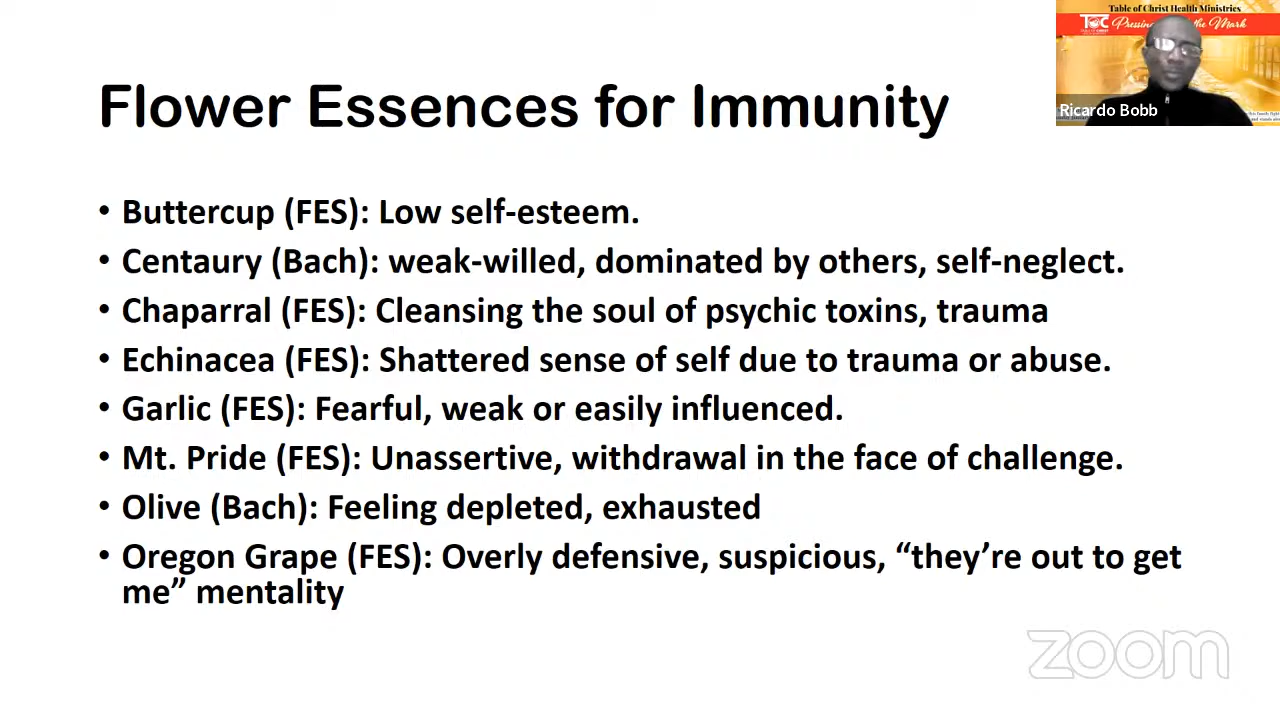 Table of Christ Health Ministries
TOC
Pressing the Mark
Ricardo Bobb
Flower Essences for Immunity
• Buttercup (FES): Low self-esteem.
• Centaury (Bach): weak-willed, dominated by others, self-neglect.
• Chaparral (FES): Cleansing the soul of psychic toxins, trauma
• Echinacea (FES): Shattered sense of self due to trauma or abuse.
• Garlic (FES): Fearful, weak or easily influenced.
• Mt. Pride (FES): Unassertive, withdrawal in the face of challenge.
• Olive (Bach): Feeling depleted, exhausted
• Oregon Grape (FES): Overly defensive, suspicious, “they’re out to get
me” mentality
zoom